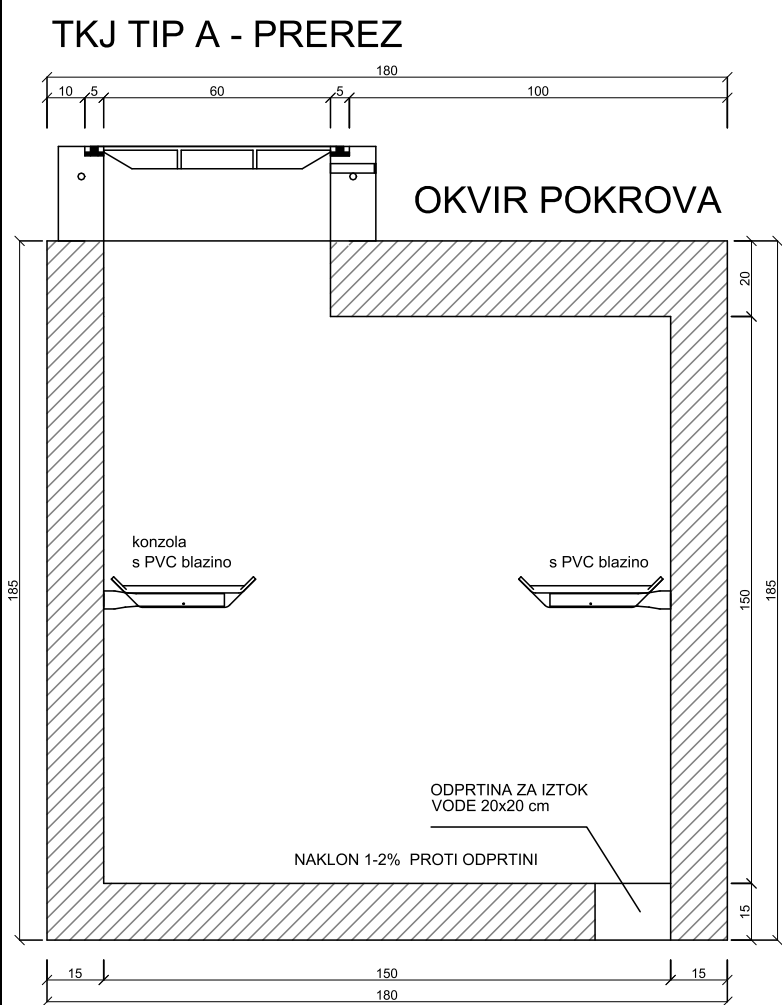 TKJ TIP A - PREREZ
180
10
5
60
5
100
OKVIR POKROVA
20
konzola
s PVC blazino
s PVC blazino
185
150
185
ODPRTINA ZA IZTOK
VODE 20x20 cm
NAKLON 1-2% PROTI ODPRTINI
15
15
150
15
180